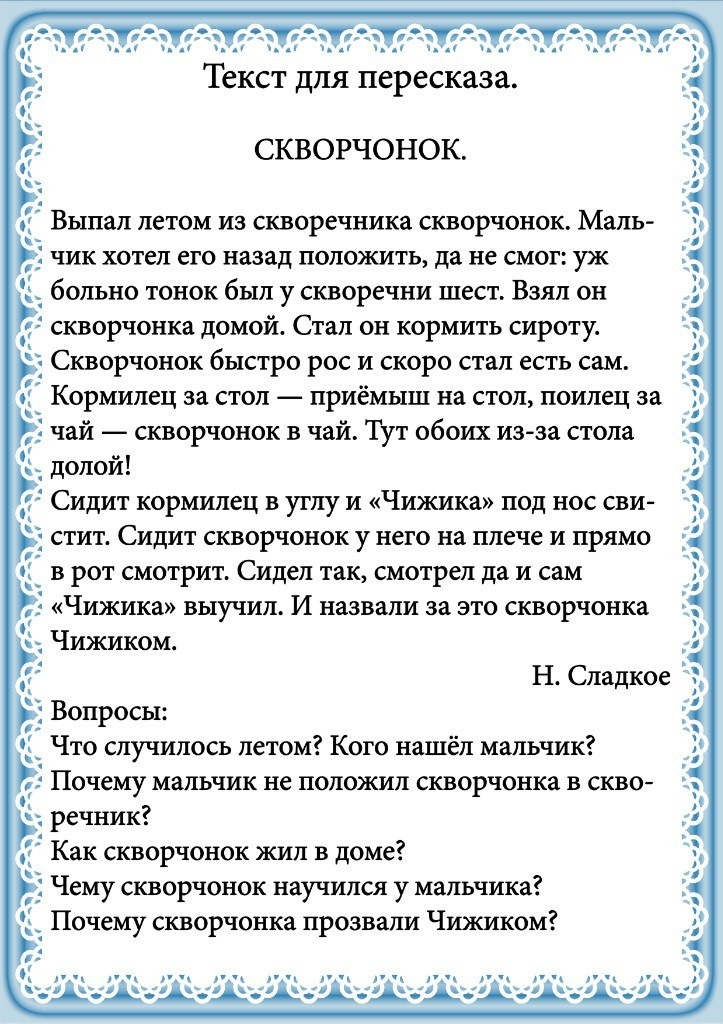 Текст для пересказа.
СКВОРЧОНОК.
Выпал летом из скворечника скворчонок. Маль-
чик хотел его назад положить, да не смог: уж
больно тонок был у скворечни шест. Взял он
скворчонка домой. Стал он кормить сироту.
Скворчонок быстро рос и скоро стал есть сам.
Кормилец за стол — приёмыш на стол, поилец за
чай — скворчонок в чай. Тут обоих из-за стола
долой!
Сидит кормилец в углу и «Чижика» под нос сви-
стит. Сидит скворчонок у него на плече и прямо
в рот смотрит. Сидел так, смотрел да и сам
«Чижика» выучил. И назвали за это скворчонка
Чижиком.
Н. Сладкое
Вопросы:
Что случилось летом? Кого нашёл мальчик?
Почему мальчик не положил скворчонка в скво-
речник?
Как скворчонок жил в доме?
Чему скворчонок научился у мальчика?
Почему скворчонка прозвали Чижиком?